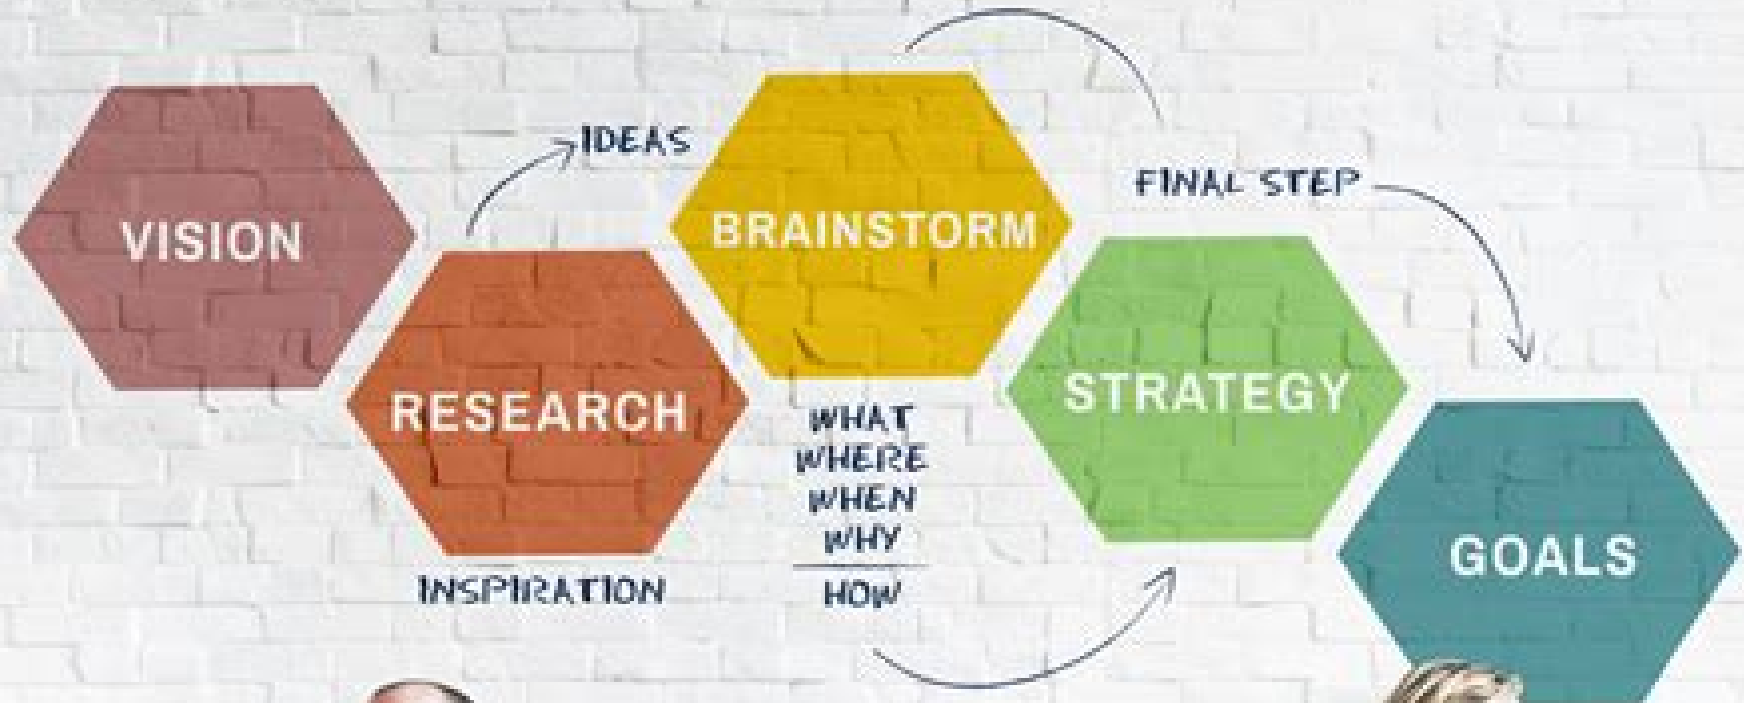 VISION
RESEARCH
INSPIRATION
IDEAS
BRAINSTORM
WHAT
WHERE
WHEN
WHY
HOW
STRATEGY
FINAL STEP
GOALS